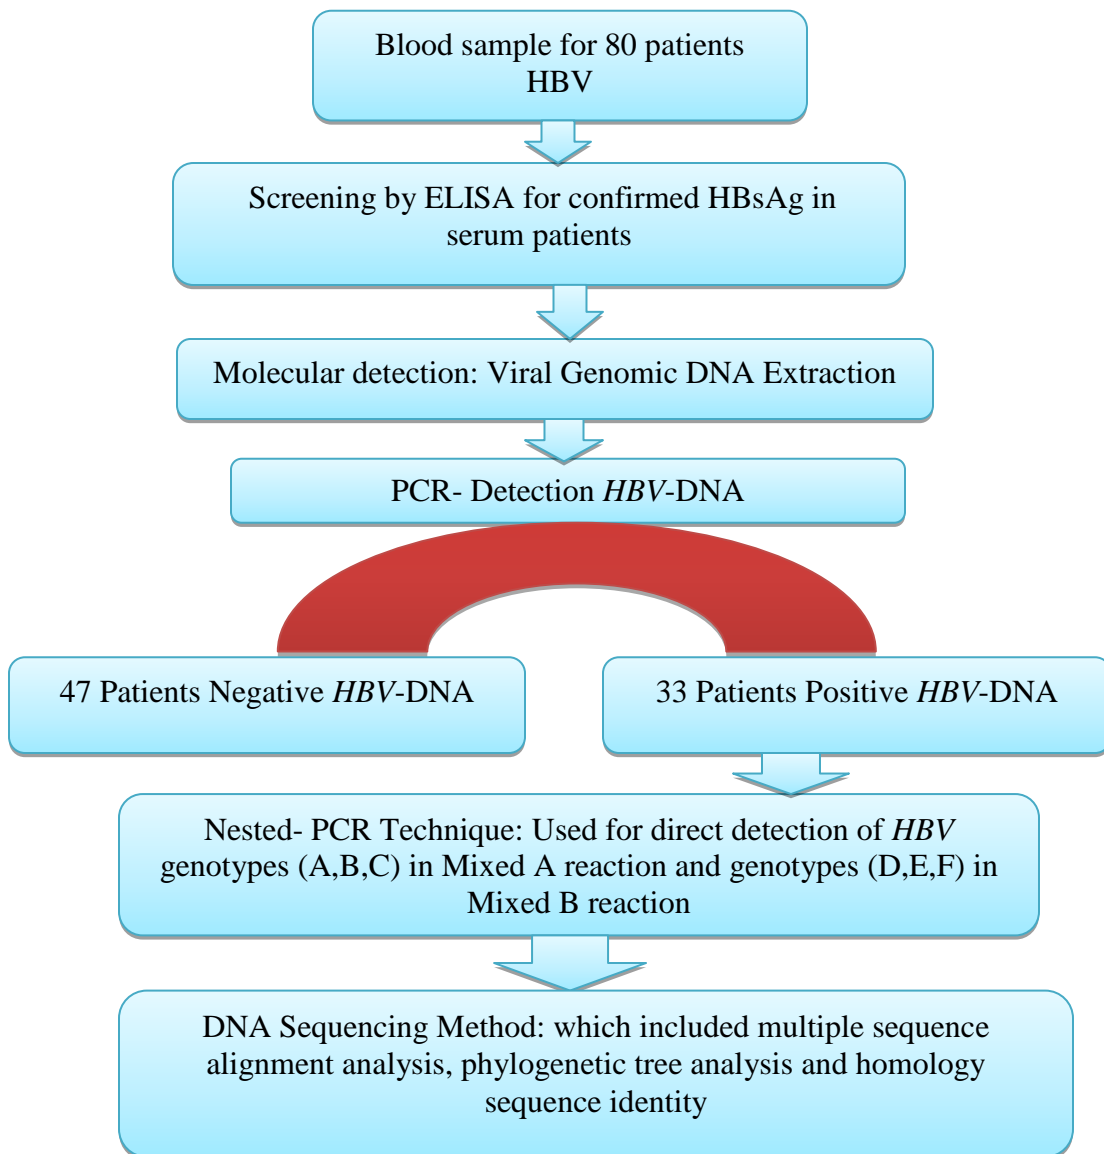 Blood sample for 80 patients
HBV
Screening by ELISA for confirmed HBsAg in
serum patients
Molecular detection: Viral Genomic DNA Extraction
PCR- Detection HBV-DNA
47 Patients Negative HBV-DNA
33 Patients Positive HBV-DNA
Nested- PCR Technique: Used for direct detection of HBV
genotypes (A,B,C) in Mixed A reaction and genotypes (D,E,F) in
Mixed B reaction
DNA Sequencing Method: which included multiple sequence
alignment analysis, phylogenetic tree analysis and homology
sequence identity